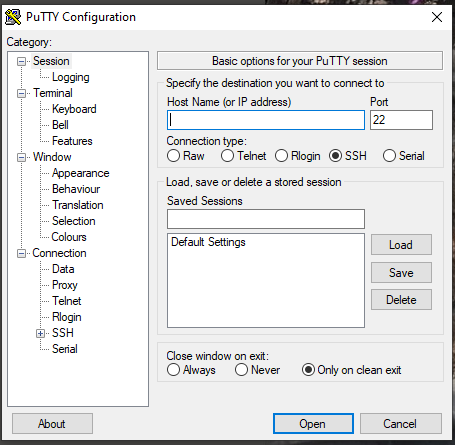 PuTTY Configuration
Category:
Session
Logging
Terminal
Keyboard
Bell
Features
Window
Appearance
Behaviour
Translation
Selection
Colours
Connection
Data
Proxy
Telnet
Rlogin
SSH
Serial
Basic options for your PuTTY session
Specify the destination you want to connect to
Host Name (or IP address) Port
22
Connection type:
Raw Telnet Rlogin SSH Serial
Load, save or delete a stored session
Saved Sessions
Default Settings
Load
Save
Delete
Close window on exit:
Always Never Only on clean exit
About Open Cancel